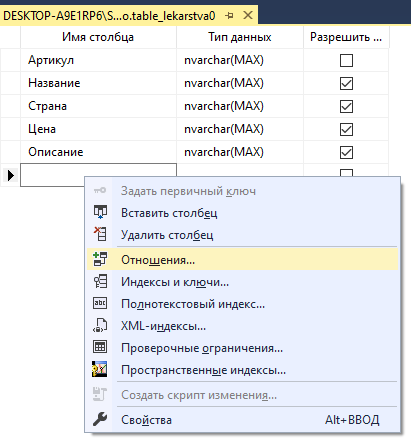 DESKTOP-A9E1RP6\S...o.table_lekarstva0
Имя столбца Тип данных Разрешить ...
Артикул nvarchar(MAX)
Название nvarchar(MAX)
Страна nvarchar(MAX)
Цена nvarchar(MAX)
Описание nvarchar(MAX)
Задать первичный ключ
Вставить столбец
Удалить столбец
Отношения...
Индексы и ключи...
Полнотекстовый индекс...
XML-индексы...
Проверочные ограничения...
Пространственные индексы...
Создать скрипт изменения...
Свойства Alt+ВВОД